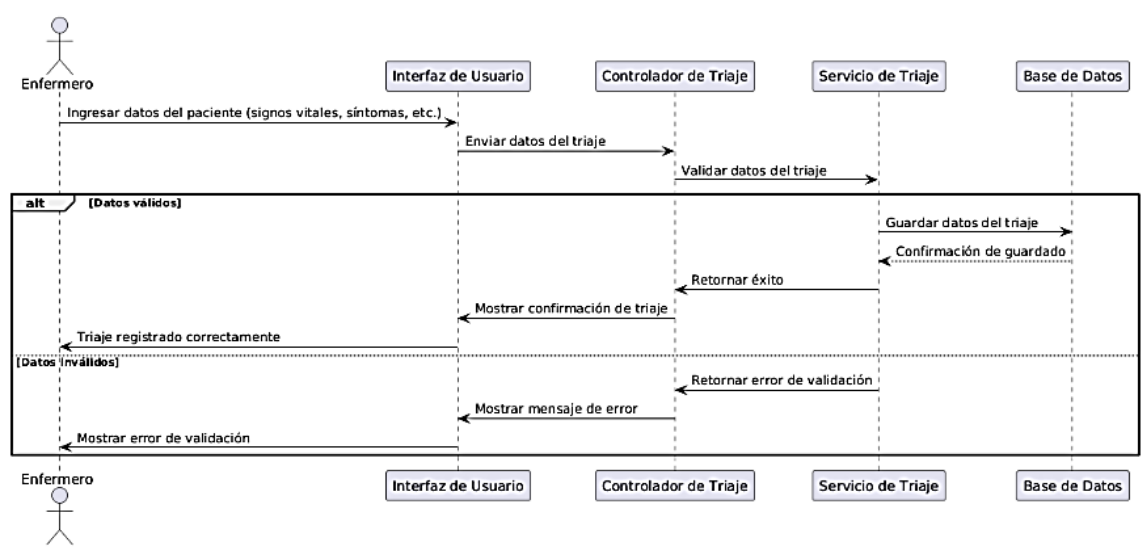 Enfermero
Interfaz de Usuario
Controlador de Triaje
Servicio de Triaje
Base de Datos
Ingresar datos del paciente (signos vitales, síntomas, etc.)
Enviar datos del triaje
Validar datos del triaje
alt
[Datos válidos]
Guardar datos del triaje
Confirmación de guardado
Retornar éxito
Mostrar confirmación de triaje
Triaje registrado correctamente
[Datos inválidos]
Retornar error de validación
Mostrar mensaje de error
Mostrar error de validación
Enfermero
Interfaz de Usuario
Controlador de Triaje
Servicio de Triaje
Base de Datos